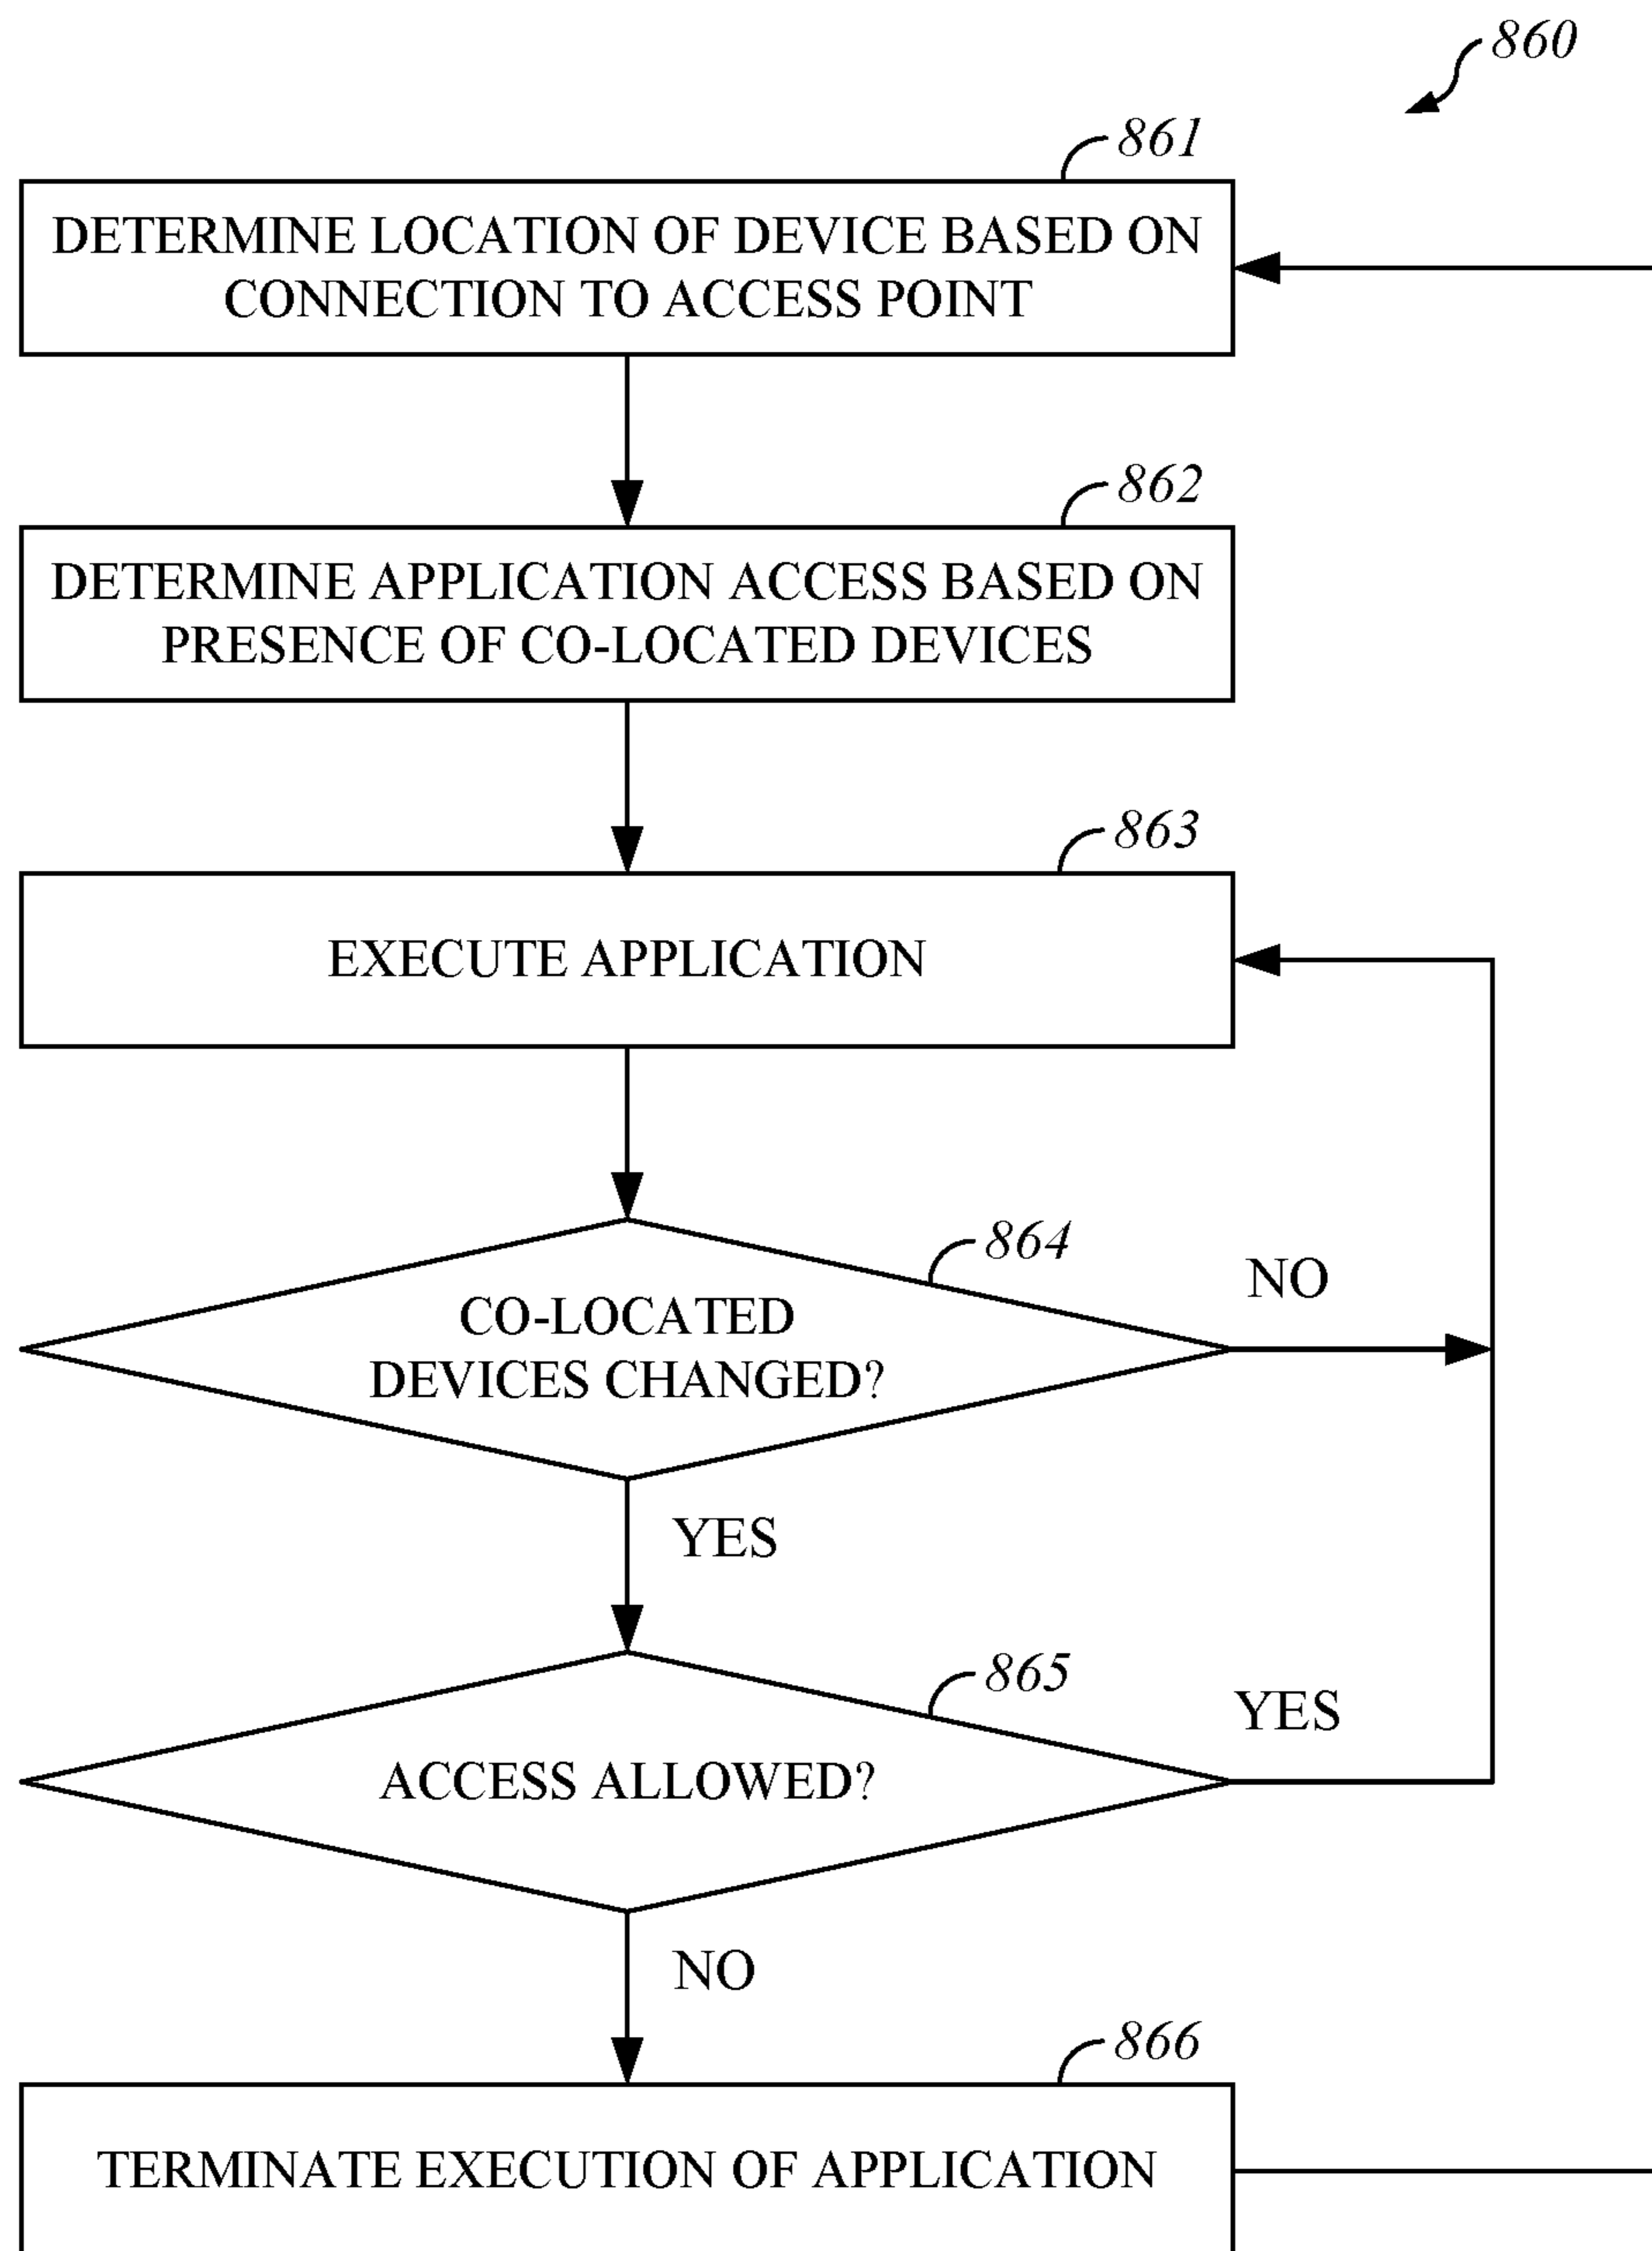 860
861
DETERMINE LOCATION OF DEVICE BASED ON
CONNECTION TO ACCESS POINT
862
DETERMINE APPLICATION ACCESS BASED ON
PRESENCE OF CO-LOCATED DEVICES
863
EXECUTE APPLICATION
864
NO
CO-LOCATED
DEVICES CHANGED?
YES
865
YES
ACCESS ALLOWED?
NO
866
TERMINATE EXECUTION OF APPLICATION